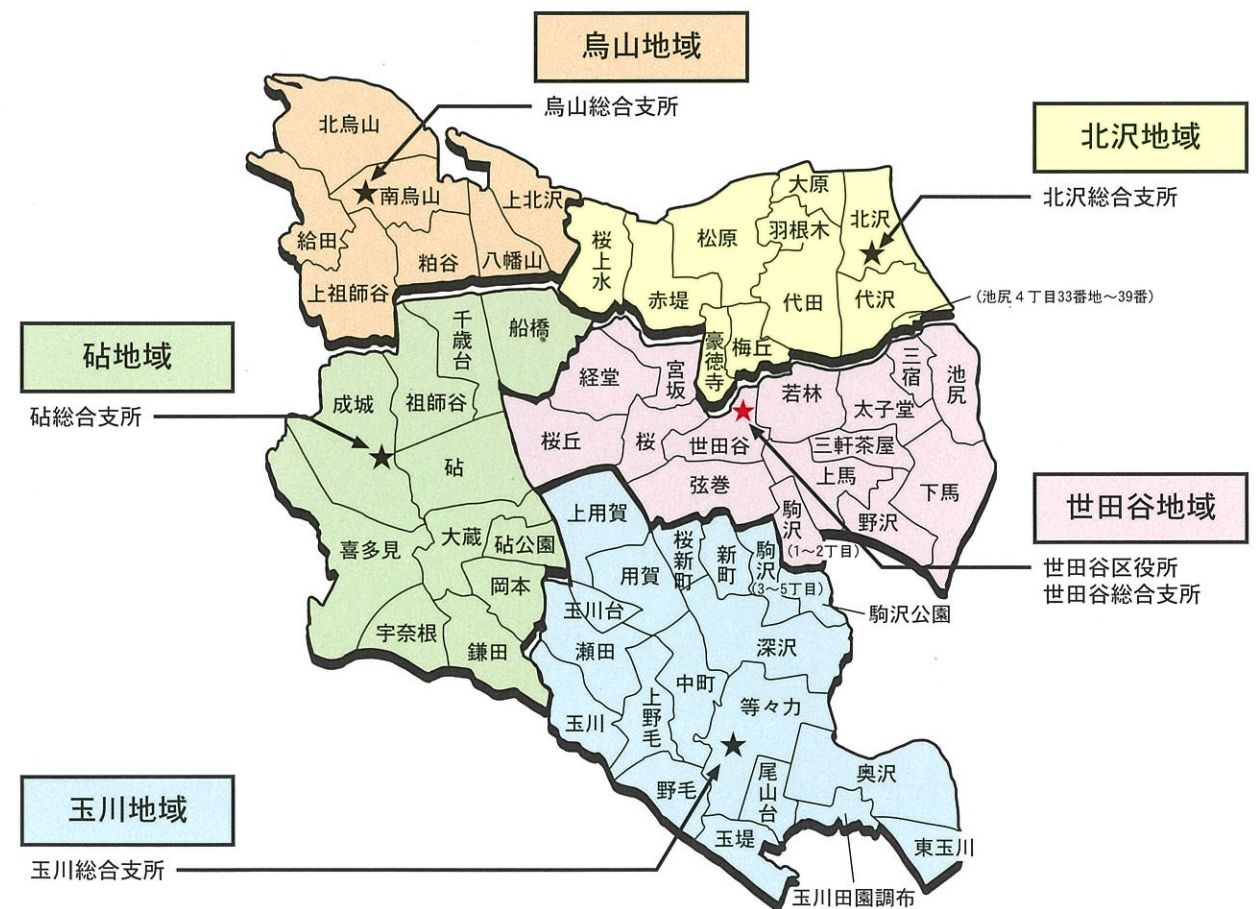 烏山地域
烏山総合支所
北烏山
南烏山
上北沢
給田
粕谷
八幡山
上祖師谷
北沢地域
北沢総合支所
大原
北沢
松原
羽根木
桜上水
赤堤
代田
代沢
(池尻4丁目33番地〜39番)
豪徳寺
梅丘
砧地域
砧総合支所
千歳台
船橋
成城
祖師谷
砧
喜多見
大蔵
砧公園
岡本
宇奈根
鎌田
世田谷地域
世田谷区役所
世田谷総合支所
経堂
宮坂
若林
三宿
池尻
太子堂
桜丘
桜
世田谷
三軒茶屋
上馬
下馬
弦巻
駒沢
(1〜2丁目)
野沢
玉川地域
玉川総合支所
上用賀
桜新町
新町
駒沢
(3〜5丁目)
用賀
駒沢公園
玉川台
瀬田
深沢
中町
等々力
上野毛
玉川
野毛
尾山台
奥沢
玉堤
東玉川
玉川田園調布